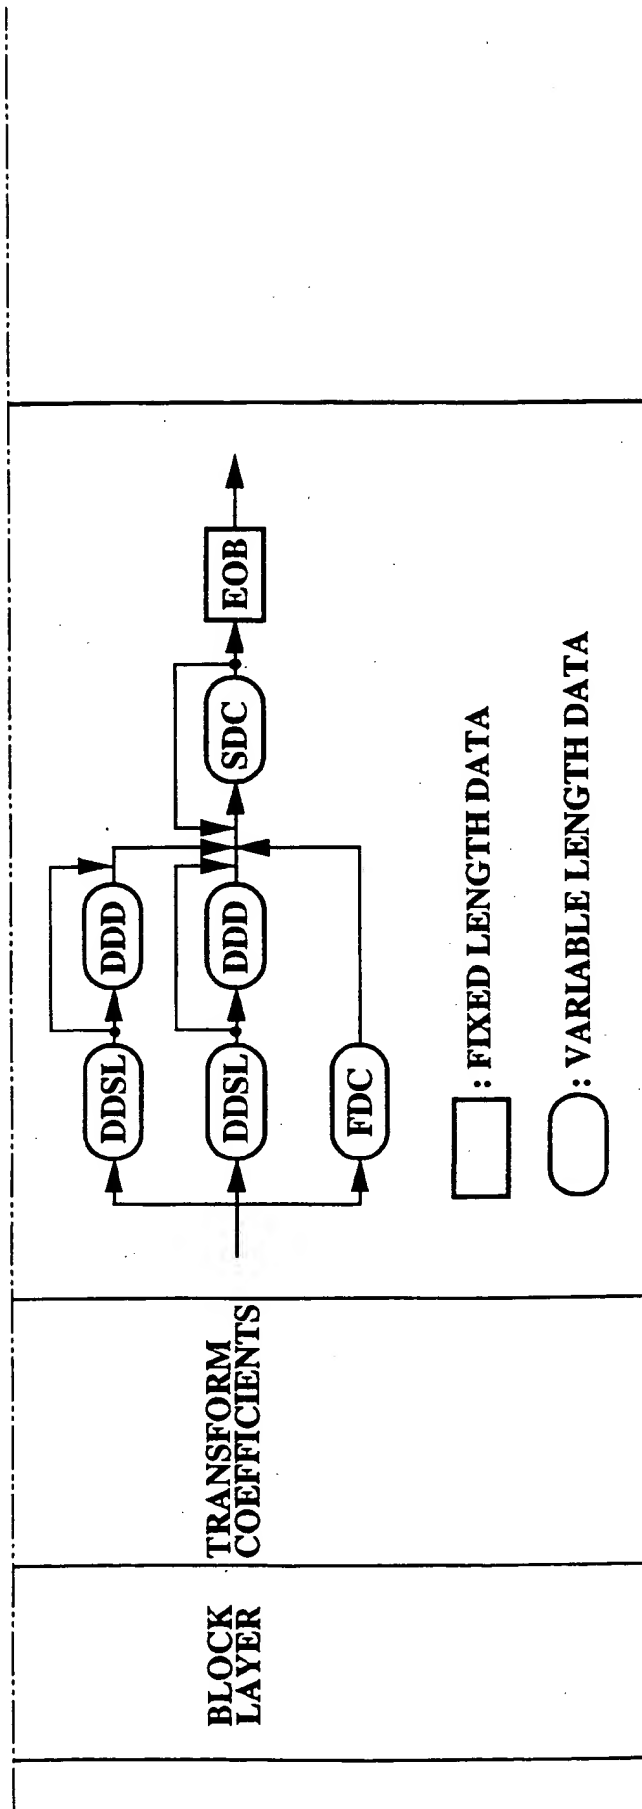 BLOCK
LAYER
TRANSFORM
COEFFICIENTS
DDSL
DDD
DDSL
DDD
SDC
EOB
FDC
: FIXED LENGTH DATA
: VARIABLE LENGTH DATA